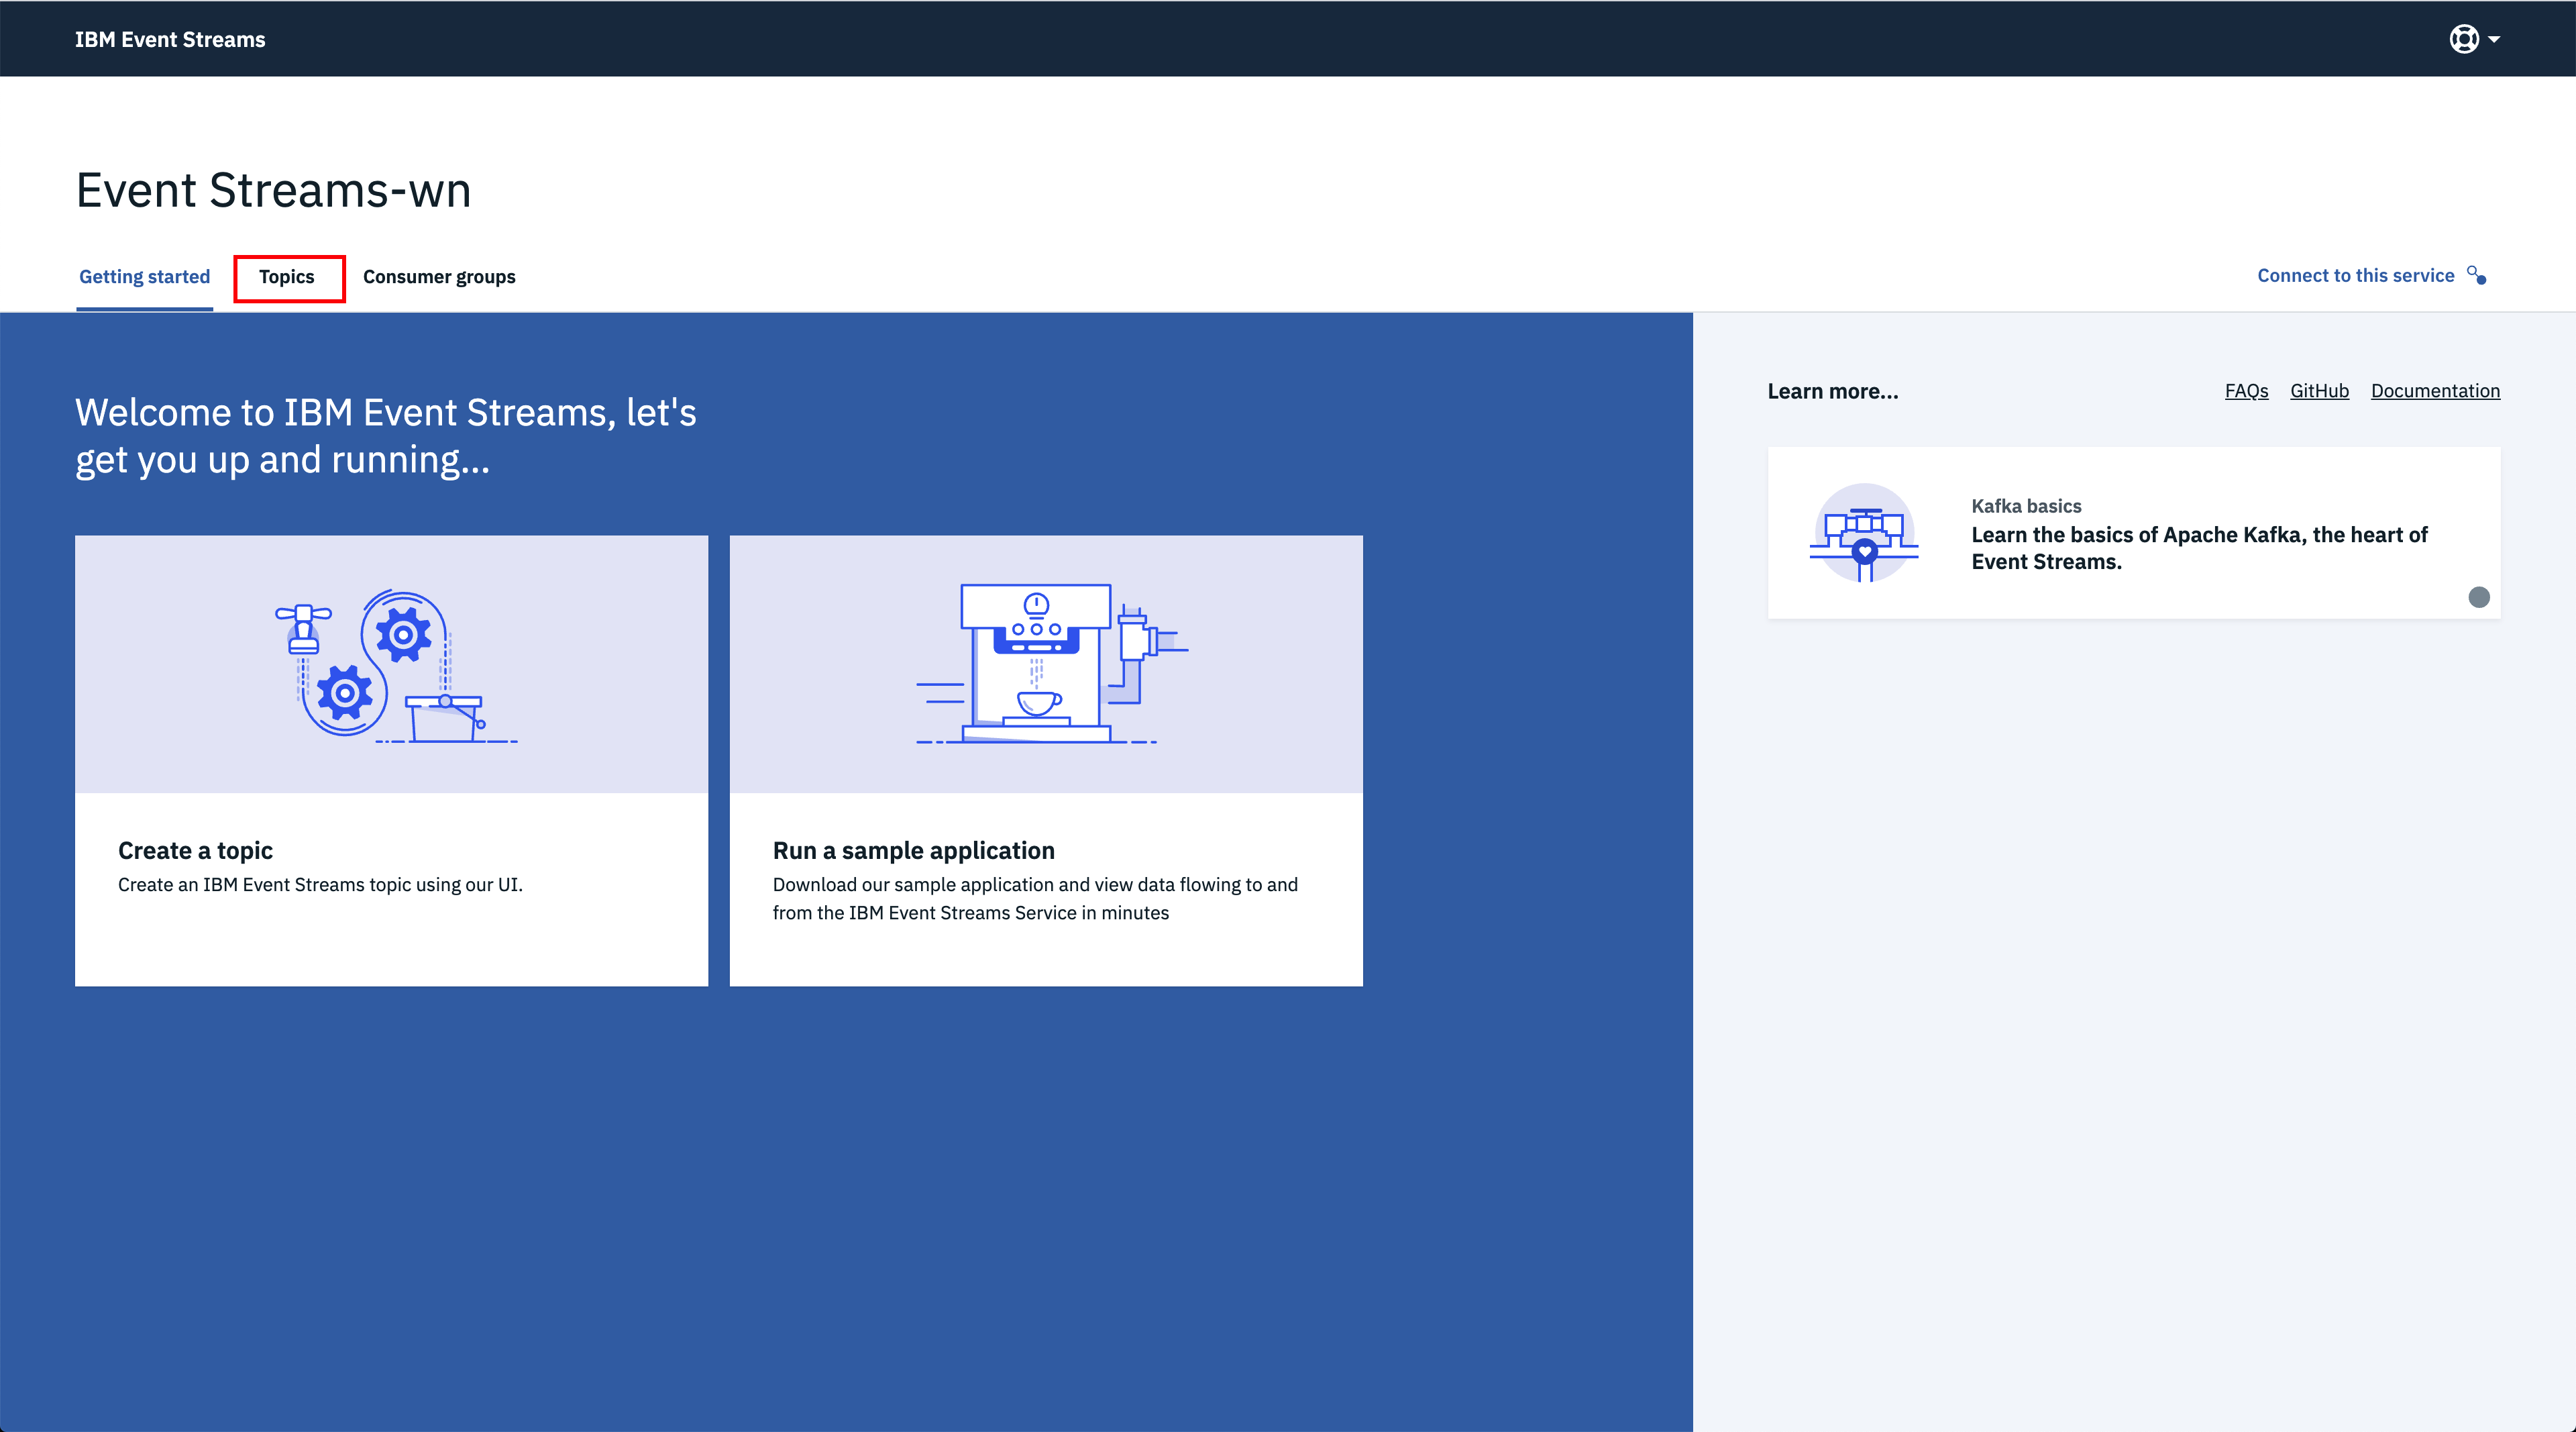 IBM Event Streams
Event Streams-wn
Getting started
Topics
Consumer groups
Connect to this service
Welcome to IBM Event Streams, let's
get you up and running...
Create a topic
Create an IBM Event Streams topic using our UI.
Run a sample application
Download our sample application and view data flowing to and
from the IBM Event Streams Service in minutes
Learn more...
FAQs
GitHub
Documentation
Kafka basics
Learn the basics of Apache Kafka, the heart of
Event Streams.